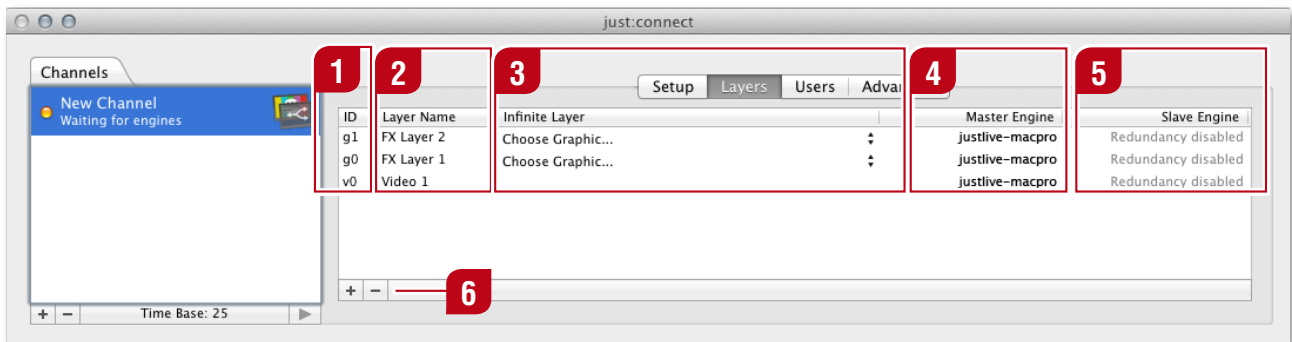 just:connect
Channels
1
2
3
4
5
Setup Layers Users Advan
New Channel
Waiting for engines
ID Layer Name Infinite Layer Master Engine Slave Engine
g1 FX Layer 2 Choose Graphic... justlive-macpro Redundancy disabled
g0 FX Layer 1 Choose Graphic... justlive-macpro Redundancy disabled
v0 Video 1 justlive-macpro Redundancy disabled
+ − 6
+ − Time Base: 25